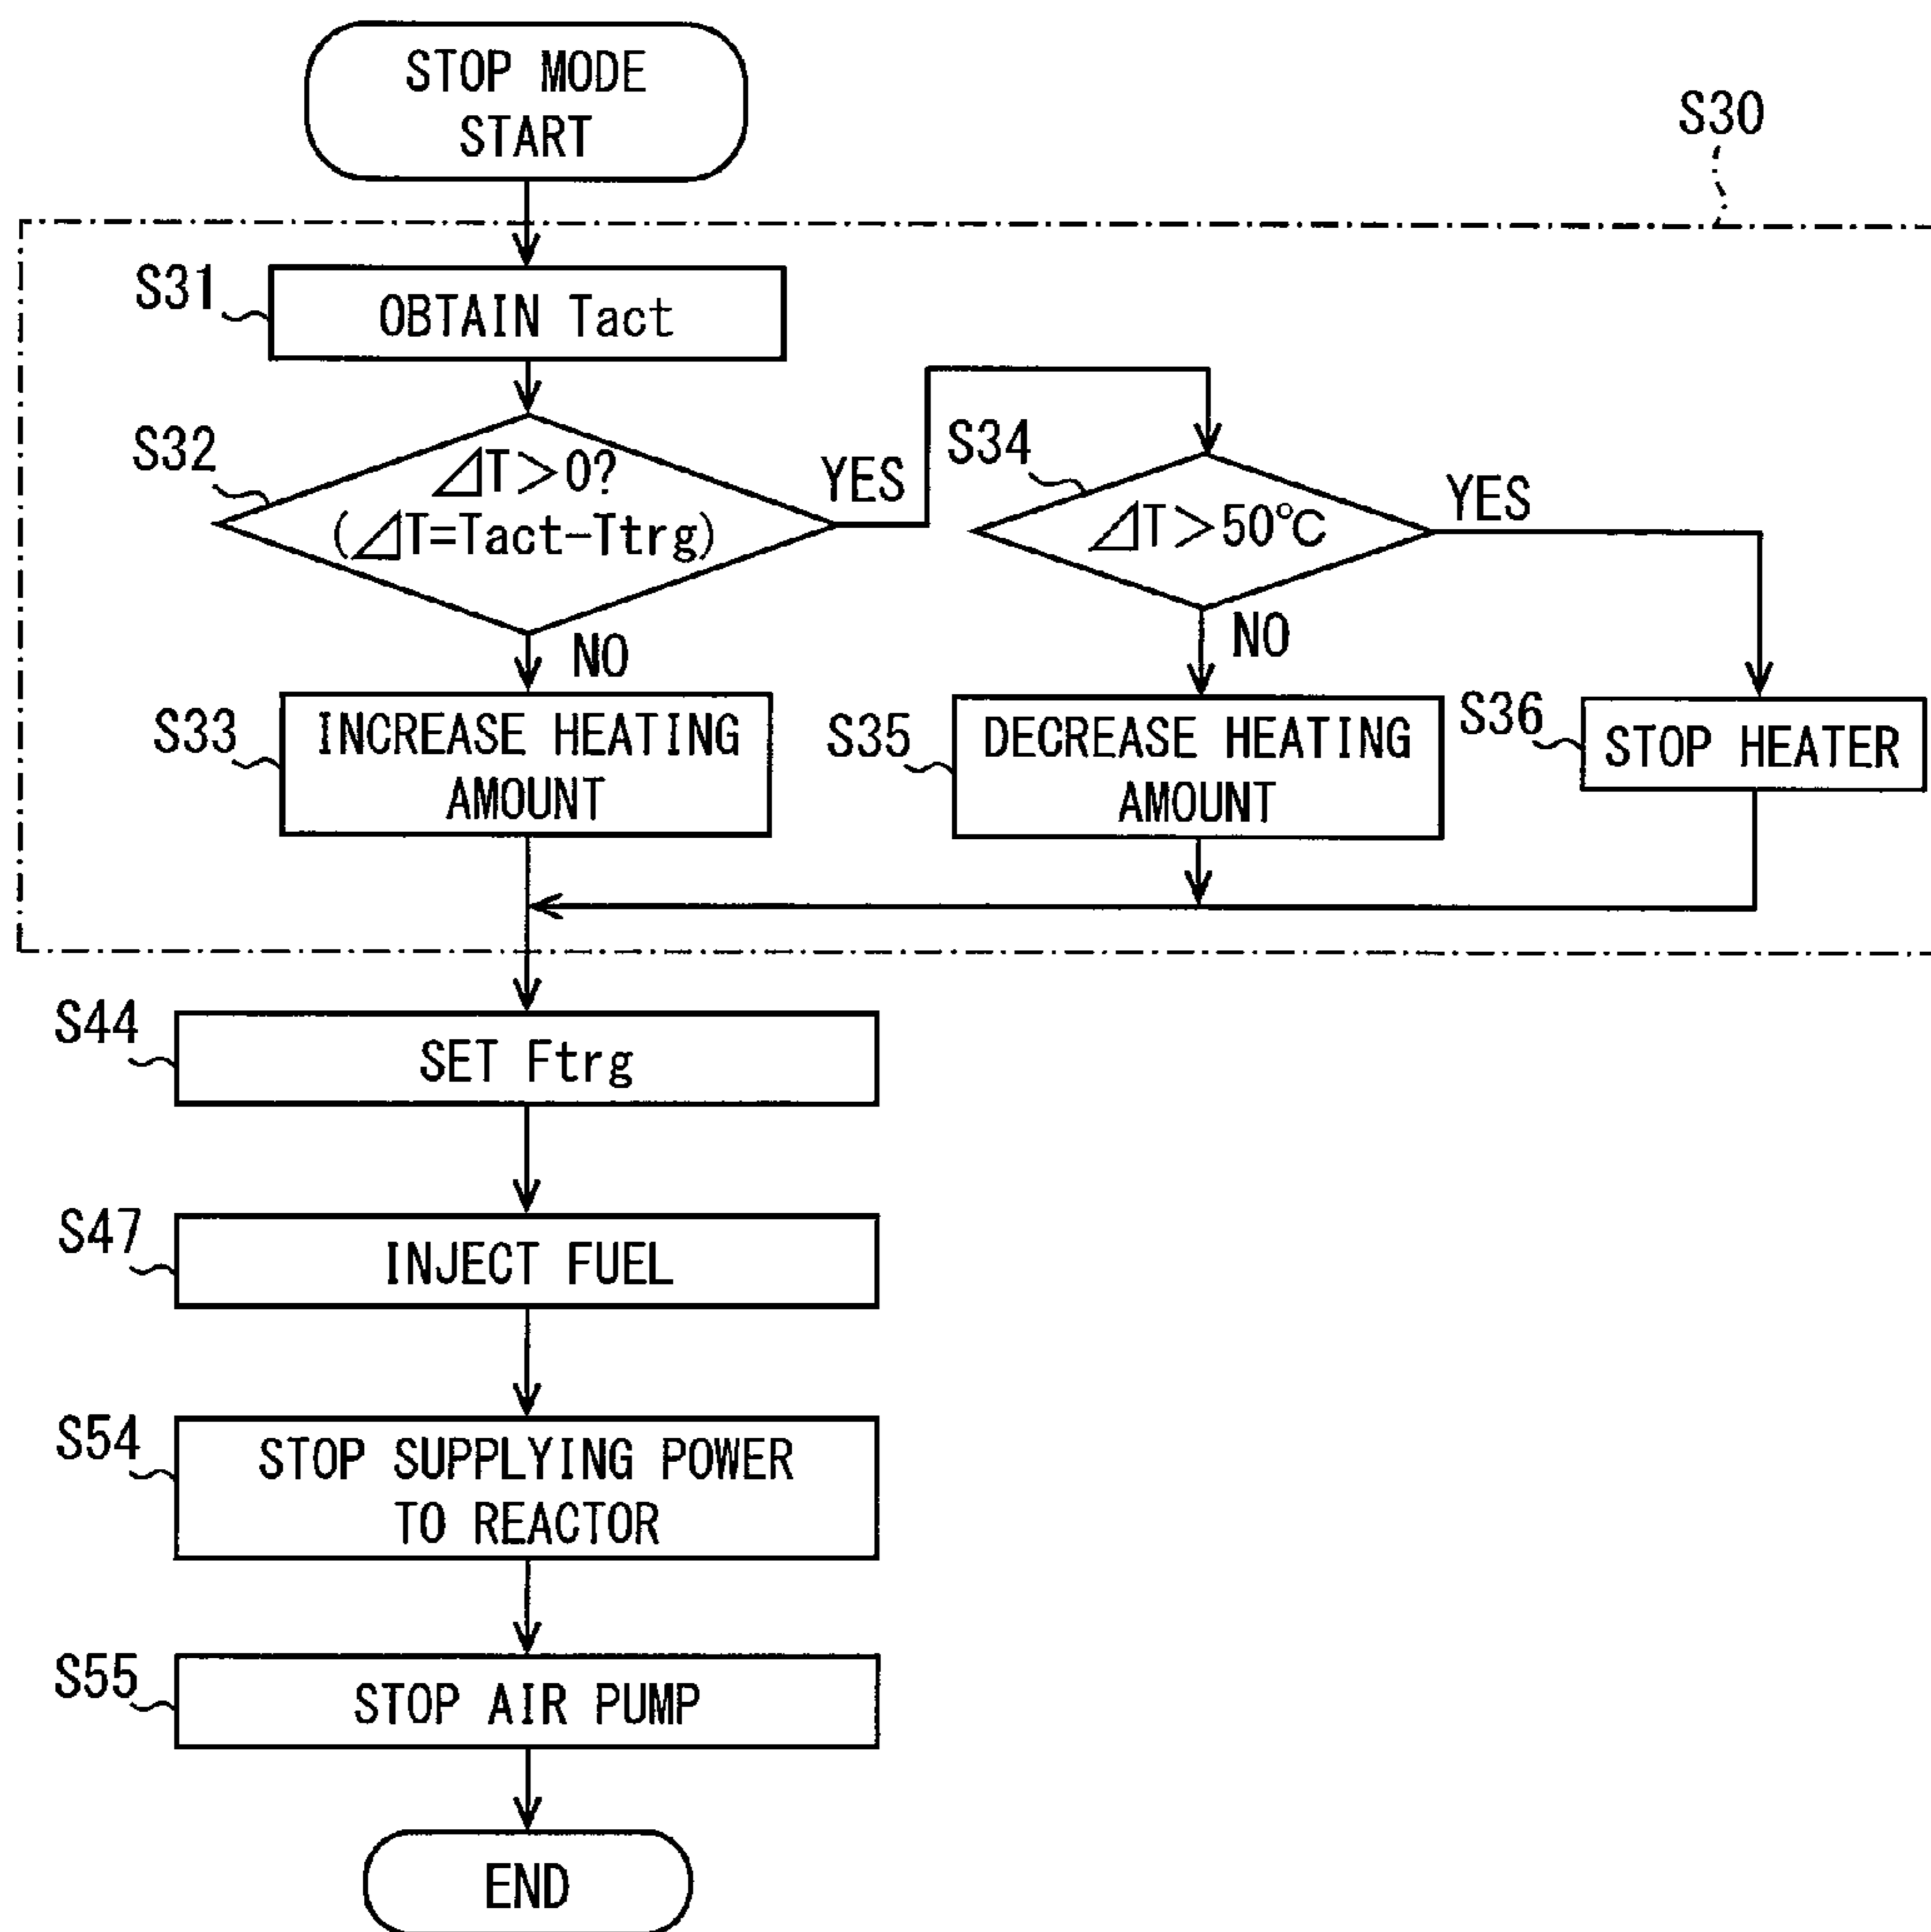 STOP MODE
START
S30
S31
OBTAIN Tact
S32
⊿T>0?
(⊿T=Tact-Ttrg)
YES
NO
S34
⊿T>50℃
YES
NO
S33
INCREASE HEATING
AMOUNT
S35
DECREASE HEATING
AMOUNT
S36
STOP HEATER
S44
SET Ftrg
S47
INJECT FUEL
S54
STOP SUPPLYING POWER
TO REACTOR
S55
STOP AIR PUMP
END